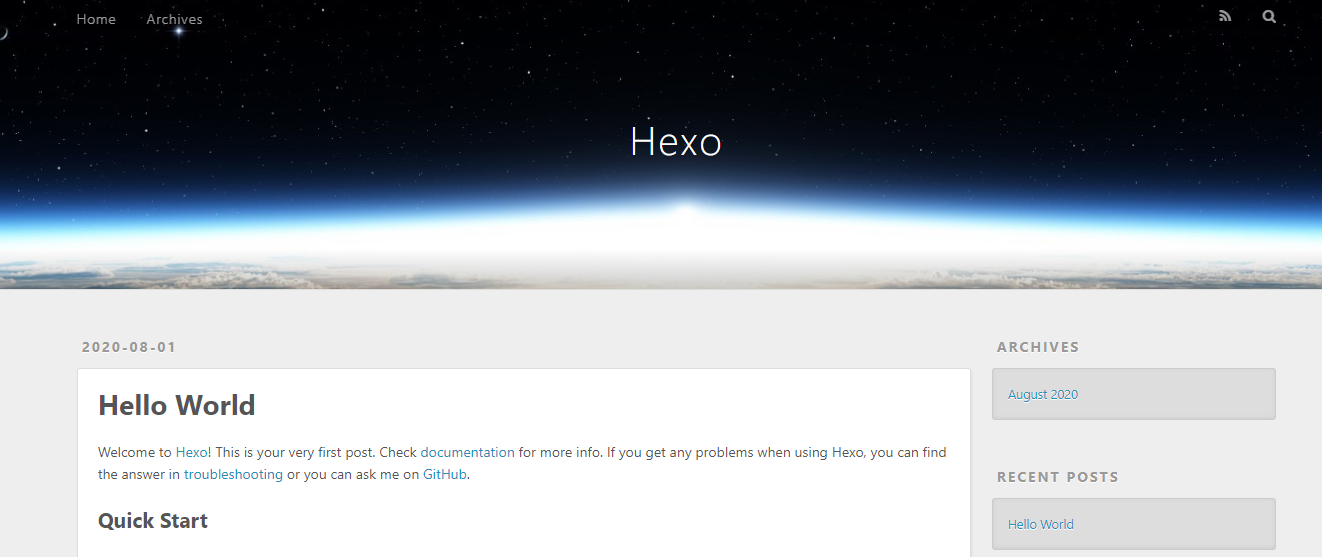 Home Archives
Hexo
2020-08-01
Hello World
Welcome to Hexo! This is your very first post. Check documentation for more info. If you get any problems when using Hexo, you can find
the answer in troubleshooting or you can ask me on GitHub.
Quick Start
ARCHIVES
August 2020
RECENT POSTS
Hello World